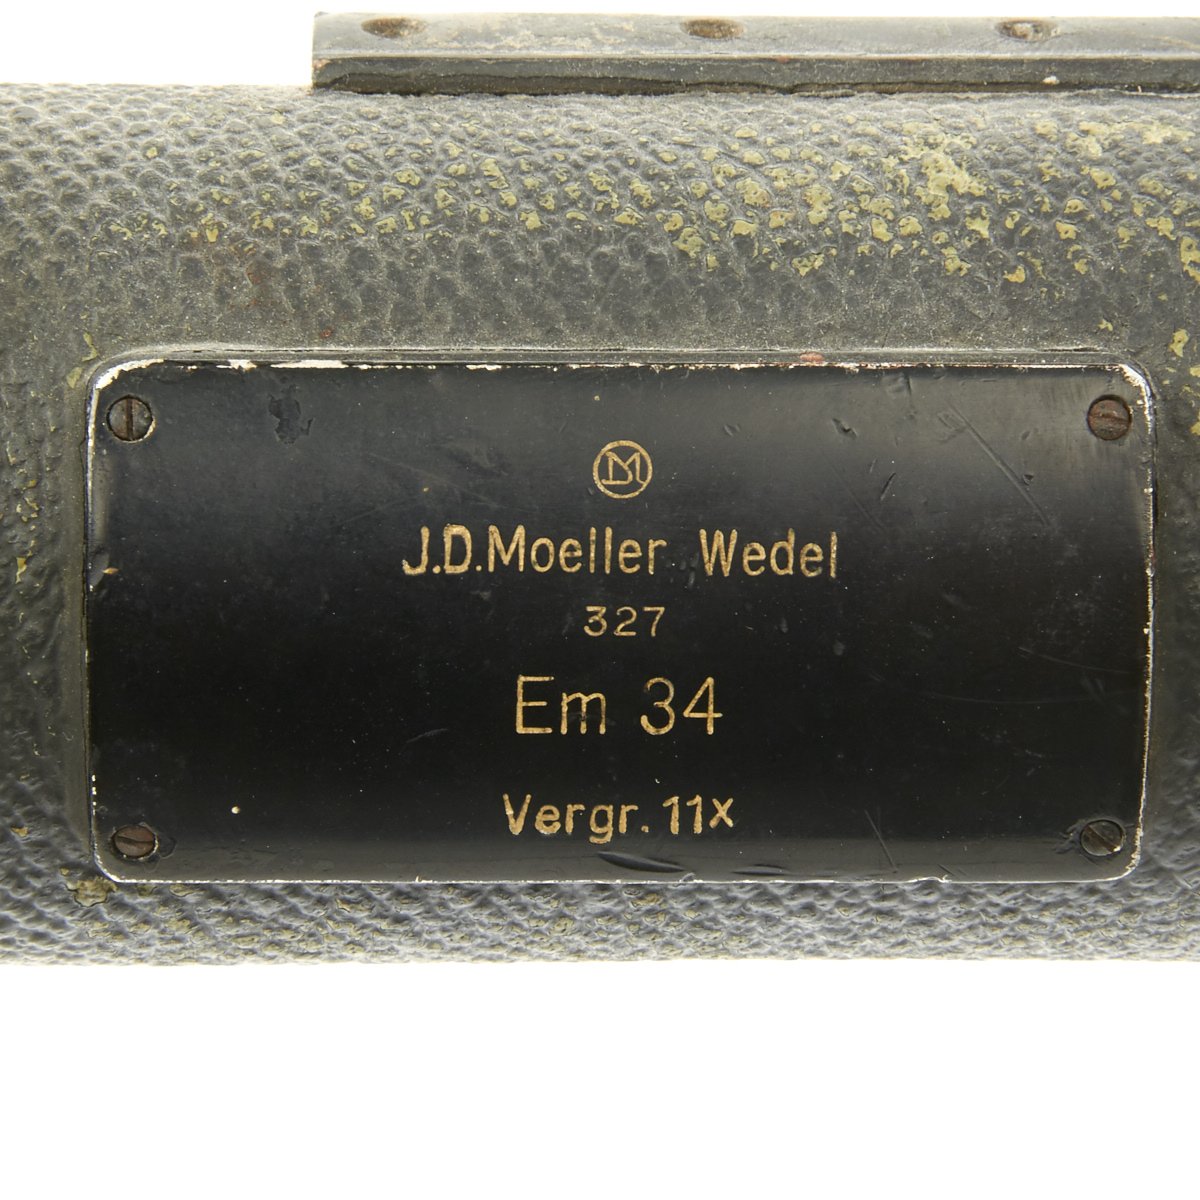 J.D.Moeller Wedel
327
Em 34
Vergr. 11x